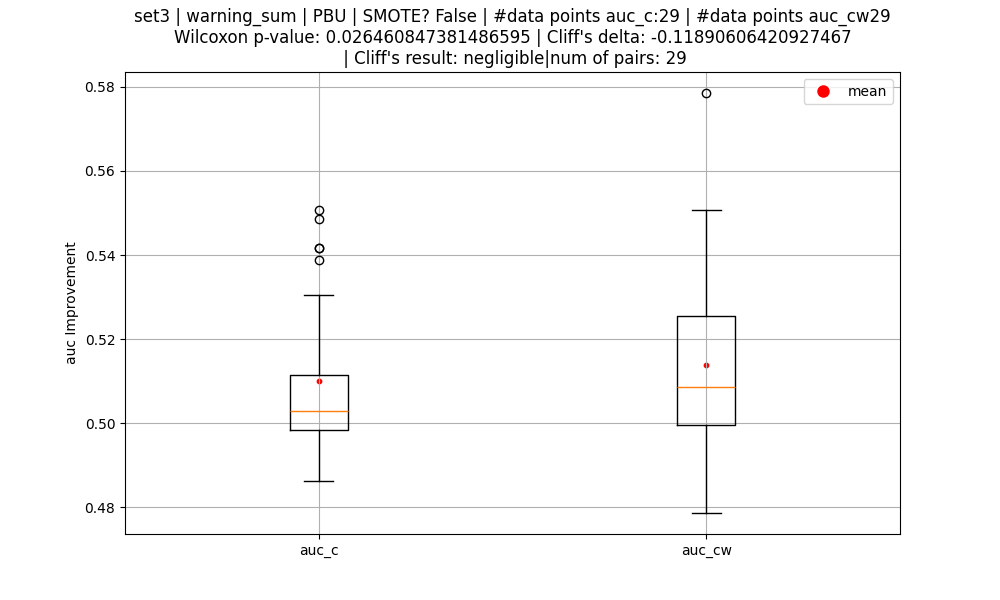 set3 | warning_sum | PBU | SMOTE? False | #data points auc_c:29 | #data points auc_cw29
Wilcoxon p-value: 0.026460847381486595 | Cliff's delta: -0.11890606420927467
| Cliff's result: negligible|num of pairs: 29
mean
0.58
0.56
0.54
0.52
0.50
0.48
auc Improvement
auc_c
auc_cw